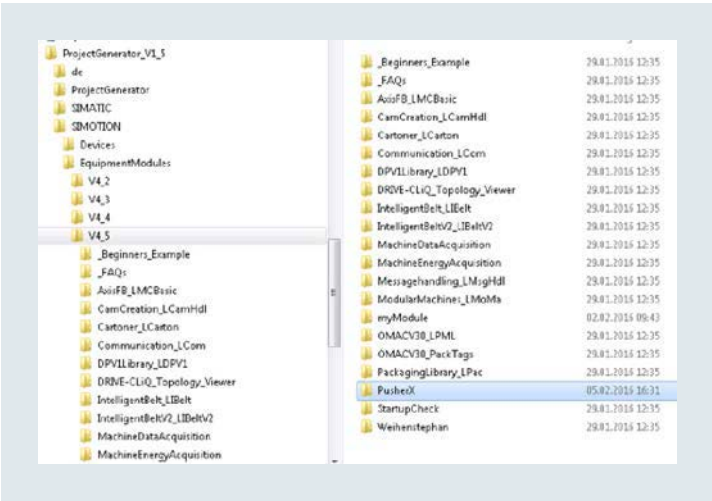 ProjectGenerator_V1_5
de
ProjectGenerator
SIMATIC
SIMOTION
Devices
EquipmentModules
V4_2
V4_3
V4_4
V4_5
_Beginners_Example
_FAQs
AxisFB_LMCBasic
CamCreation_LCamHdl
Cartoner_LCarton
Communication_LCom
DPV1Library_LDPV1
DRIVE-CLiQ_Topology_Viewer
IntelligentBelt_LIBelt
IntelligentBeltV2_LIBeltV2
MachineDataAcquisition
MachineEnergyAcquisition
_Beginners_Example 29.01.2016 12:35
_FAQs 29.01.2016 12:35
AxisFB_LMCBasic 29.01.2016 12:35
CamCreation_LCamHdl 29.01.2016 12:35
Cartoner_LCarton 29.01.2016 12:35
Communication_LCom 29.01.2016 12:35
DPV1Library_LDPV1 29.01.2016 12:35
DRIVE-CLiQ_Topology_Viewer 29.01.2016 12:35
IntelligentBelt_LIBelt 29.01.2016 12:35
IntelligentBeltV2_LIBeltV2 29.01.2016 12:35
MachineDataAcquisition 29.01.2016 12:35
MachineEnergyAcquisition 29.01.2016 12:35
Messagehandling_LMsgHdl 29.01.2016 12:35
ModularMachines_LMoMa 29.01.2016 12:35
myModule 02.02.2016 09:43
OMACV30_LPML 29.01.2016 12:35
OMACV30_PackTags 29.01.2016 12:35
PackagingLibrary_LPac 29.01.2016 12:35
PusherX 05.02.2016 16:31
StartupCheck 29.01.2016 12:35
Weihenstephan 29.01.2016 12:35